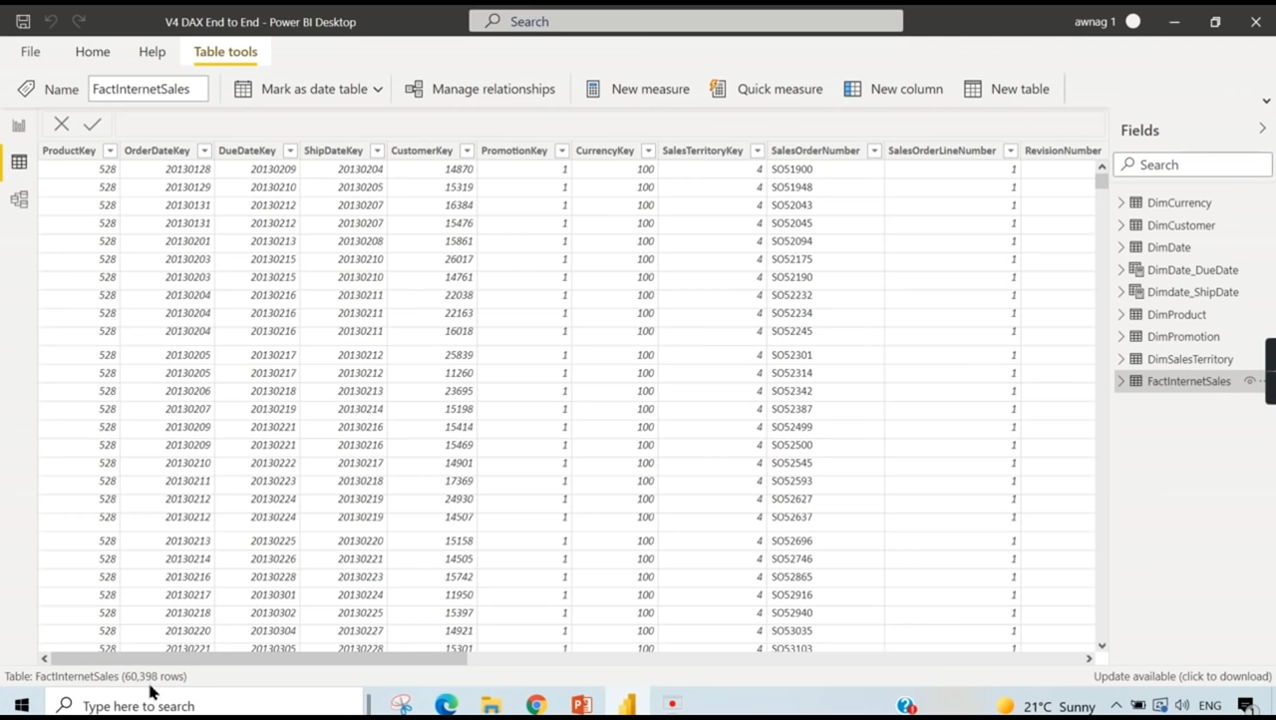 V4 DAX End to End - Power BI Desktop
Search
awnag 1
File Home Help Table tools
Name FactInternetSales Mark as date table Manage relationships New measure Quick measure New column New table
Fields
Search
ProductKey OrderDateKey DueDateKey ShipDateKey CustomerKey PromotionKey CurrencyKey SalesTerritoryKey SalesOrderNumber SalesOrderLineNumber RevisionNumber
528 20130128 20130209 20130204 14870 1 100 4 SO51900 1
528 20130129 20130210 20130205 15319 1 100 4 SO51948 1
528 20130131 20130212 20130207 16384 1 100 4 SO52043 1
528 20130131 20130212 20130207 15476 1 100 4 SO52045 1
528 20130201 20130213 20130208 15861 1 100 4 SO52094 1
528 20130203 20130215 20130210 26017 1 100 4 SO52175 1
528 20130203 20130215 20130210 14761 1 100 4 SO52190 1
528 20130204 20130216 20130211 22038 1 100 4 SO52232 1
528 20130204 20130216 20130211 22163 1 100 4 SO52234 1
528 20130204 20130216 20130211 16018 1 100 4 SO52245 1
528 20130205 20130217 20130212 25839 1 100 4 SO52301 1
528 20130205 20130217 20130212 11260 1 100 4 SO52314 1
528 20130206 20130218 20130213 23695 1 100 4 SO52342 1
528 20130207 20130219 20130214 15198 1 100 4 SO52387 1
528 20130209 20130221 20130216 15414 1 100 4 SO52499 1
528 20130209 20130221 20130216 15469 1 100 4 SO52500 1
528 20130210 20130222 20130217 14901 1 100 4 SO52545 1
528 20130211 20130223 20130218 17369 1 100 4 SO52593 1
528 20130212 20130224 20130219 24930 1 100 4 SO52627 1
528 20130212 20130224 20130219 14507 1 100 4 SO52637 1
528 20130213 20130225 20130220 15158 1 100 4 SO52696 1
528 20130214 20130226 20130221 14505 1 100 4 SO52746 1
528 20130216 20130228 20130223 15742 1 100 4 SO52865 1
528 20130217 20130301 20130224 11950 1 100 4 SO52916 1
528 20130218 20130302 20130225 15397 1 100 4 SO52940 1
528 20130220 20130304 20130227 14921 1 100 4 SO53035 1
528 20130221 20130305 20130228 15301 1 100 4 SO53103 1
DimCurrency
DimCustomer
DimDate
DimDate_DueDate
Dimdate_ShipDate
DimProduct
DimPromotion
DimSalesTerritory
FactInternetSales
Table: FactInternetSales (60,398 rows)
Update available (click to download)
Type here to search
21°C Sunny
ENG